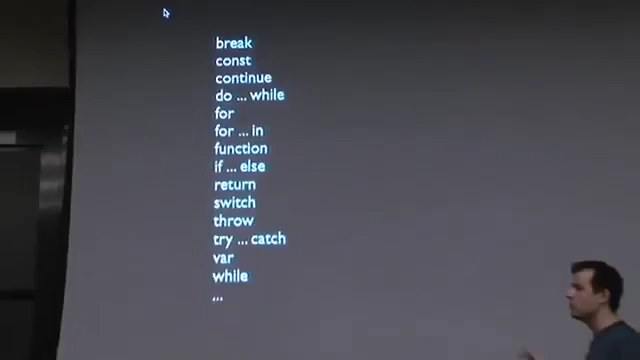 break
const
continue
do ... while
for
for ... in
function
if ... else
return
switch
throw
try ... catch
var
while
...